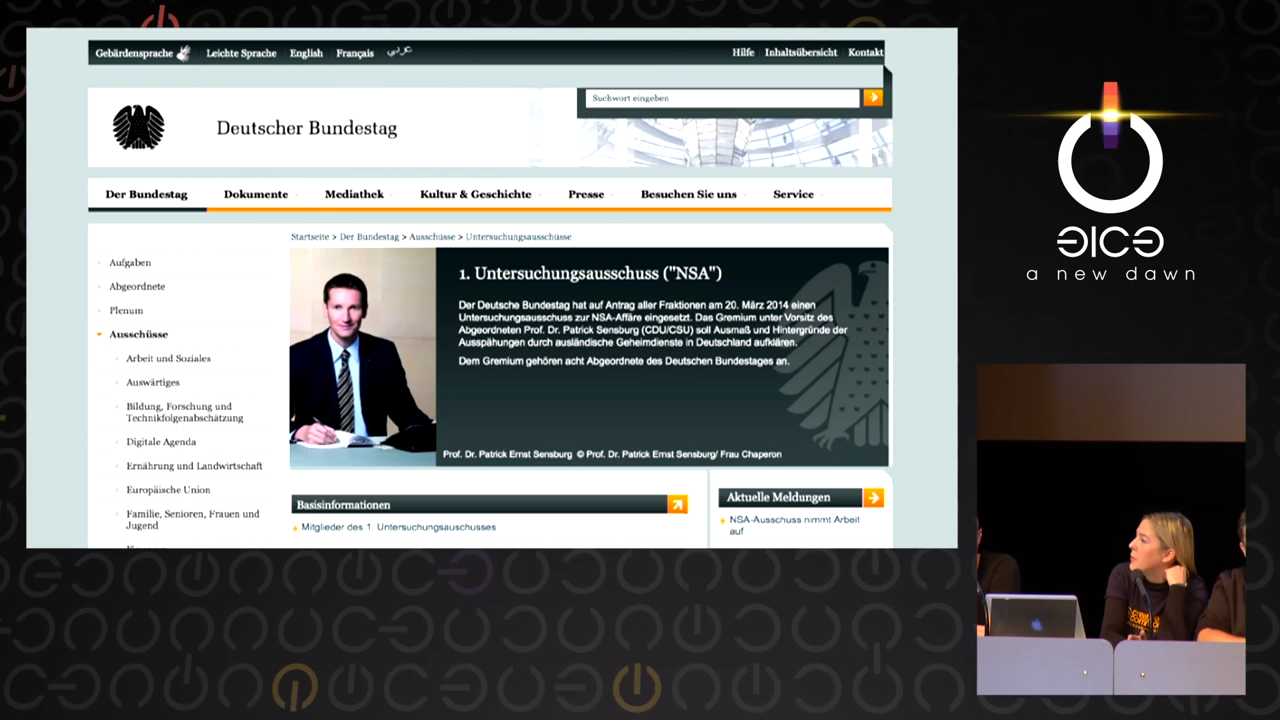 Gebärdensprache Leichte Sprache English Français عربي
Hilfe Inhaltsübersicht Kontakt
Suchwort eingeben
Deutscher Bundestag
Der Bundestag Dokumente Mediathek Kultur & Geschichte Presse Besuchen Sie uns Service
Startseite > Der Bundestag > Ausschüsse > Untersuchungsausschüsse
Aufgaben
Abgeordnete
Plenum
Ausschüsse
Arbeit und Soziales
Auswärtiges
Bildung, Forschung und
Technikfolgenabschätzung
Digitale Agenda
Ernährung und Landwirtschaft
Europäische Union
Familie, Senioren, Frauen und
Jugend
1. Untersuchungsausschuss ("NSA")
Der Deutsche Bundestag hat auf Antrag aller Fraktionen am 20. März 2014 einen
Untersuchungsausschuss zur NSA-Affäre eingesetzt. Das Gremium unter Vorsitz des
Abgeordneten Prof. Dr. Patrick Sensburg (CDU/CSU) soll Ausmaß und Hintergründe der
Ausspähungen durch ausländische Geheimdienste in Deutschland aufklären.
Dem Gremium gehören acht Abgeordnete des Deutschen Bundestages an.
Prof. Dr. Patrick Ernst Sensburg © Prof. Dr. Patrick Ernst Sensburg/ Frau Chaperon
Basisinformationen
Mitglieder des 1. Untersuchungsauschusses
Aktuelle Meldungen
NSA-Ausschuss nimmt Arbeit
auf
a new dawn